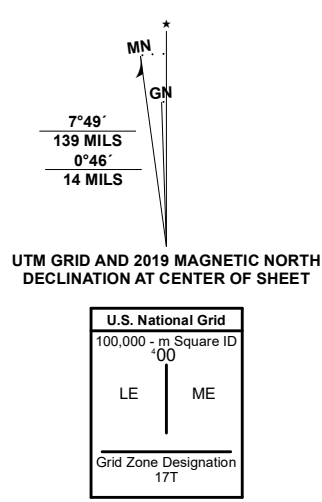 MN
GN
7°49´
139 MILS
0°46´
14 MILS
UTM GRID AND 2019 MAGNETIC NORTH
DECLINATION AT CENTER OF SHEET
U.S. National Grid
100,000 - m Square ID
⁴00
LE ME
Grid Zone Designation
17T